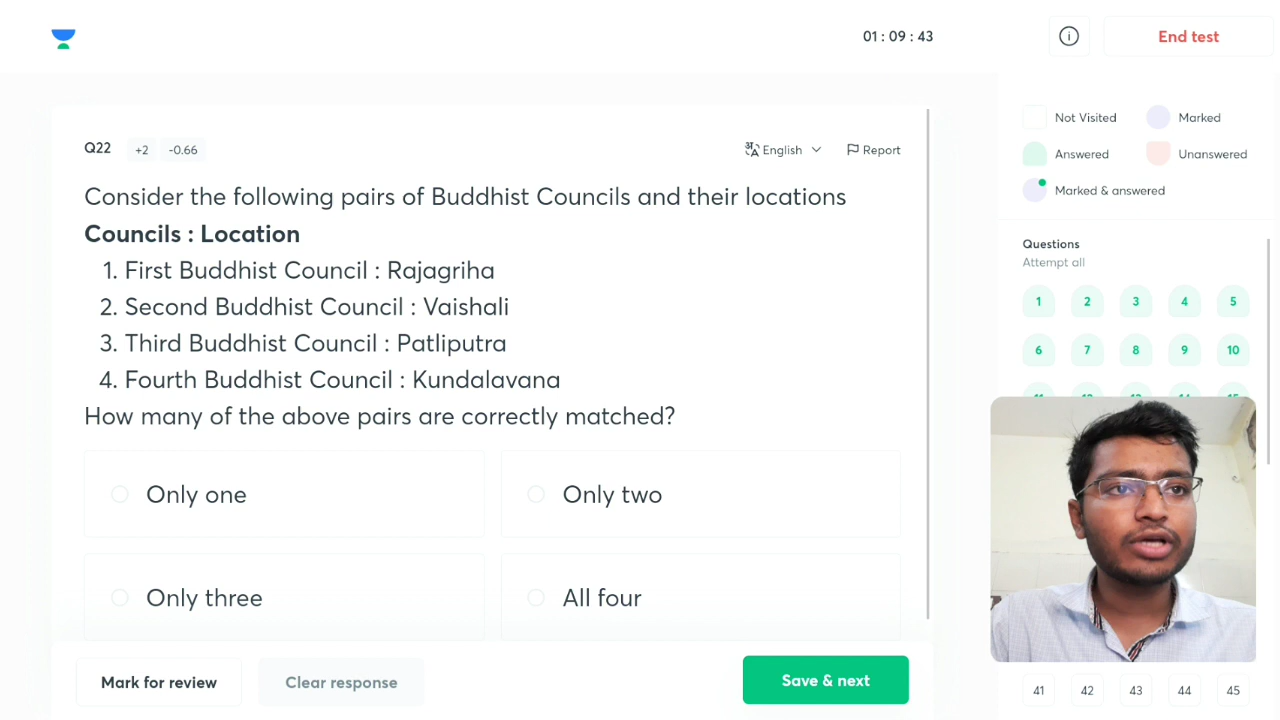 01 : 09 : 43
End test
Q22 +2 -0.66 English Report
Consider the following pairs of Buddhist Councils and their locations
Councils : Location
1. First Buddhist Council : Rajagriha
2. Second Buddhist Council : Vaishali
3. Third Buddhist Council : Patliputra
4. Fourth Buddhist Council : Kundalavana
How many of the above pairs are correctly matched?
Only one
Only two
Only three
All four
Mark for review
Clear response
Save & next
Not Visited
Marked
Answered
Unanswered
Marked & answered
Questions
Attempt all
1 2 3 4 5
6 7 8 9 10
41 42 43 44 45